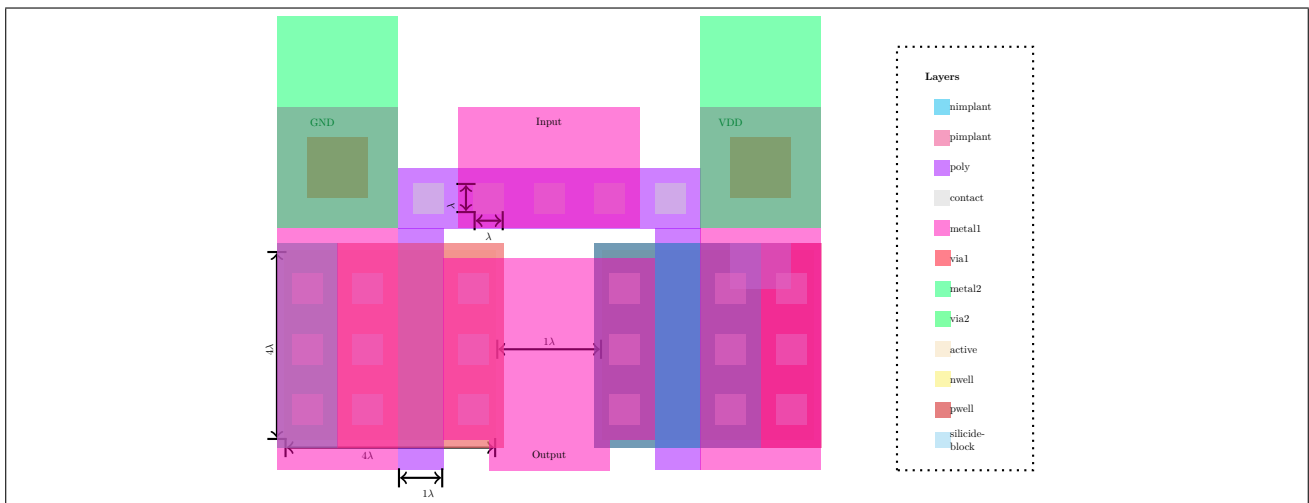 GND
Input
VDD
λ
λ
4λ
1λ
4λ
1λ
Output
Layers
nimplant
pimplant
poly
contact
metal1
via1
metal2
via2
active
nwell
pwell
silicide-
block